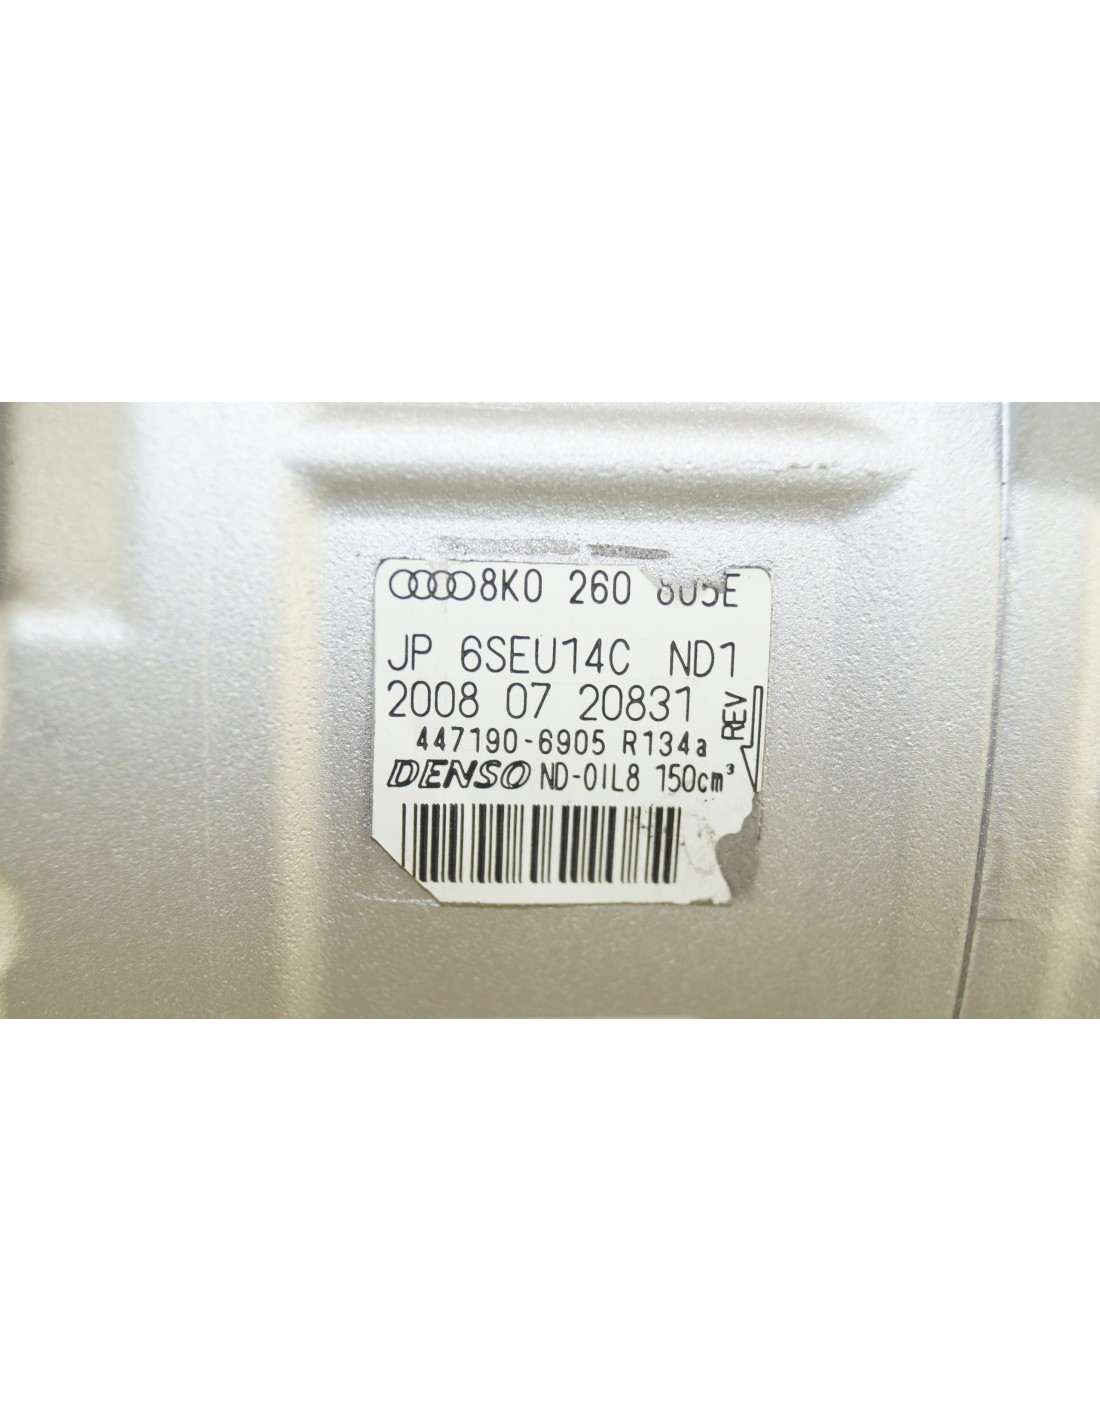 8K0 260 805E
JP 6SEU14C ND1
2008 07 20831
REV
447190-6905 R134a
DENSO ND-OIL8 150cm³